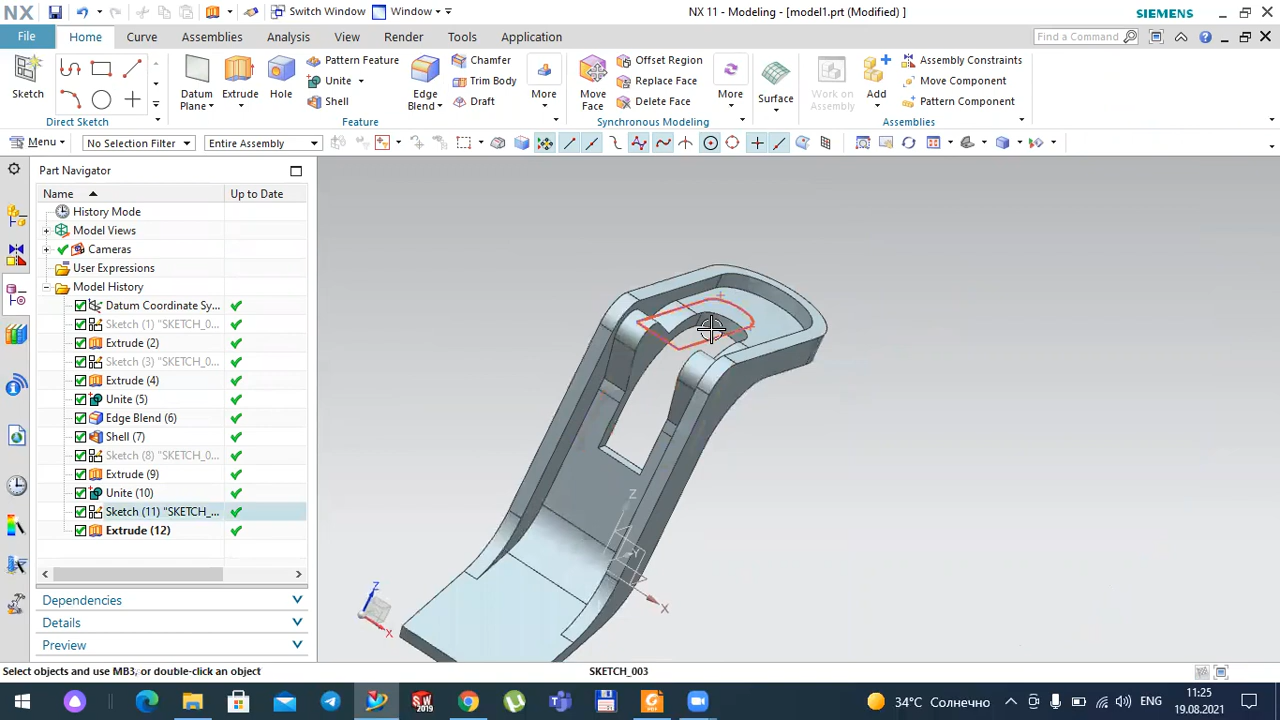 NX Switch Window Window NX 11 - Modeling - [model1.prt (Modified) ] SIEMENS
File Home Curve Assemblies Analysis View Render Tools Application Find a Command
Sketch Datum Plane Extrude Hole Pattern Feature Unite Shell Edge Blend Chamfer Trim Body Draft More Move Face Offset Region Replace Face Delete Face More Surface Work on Assembly Add Assembly Constraints Move Component Pattern Component
Direct Sketch Feature Synchronous Modeling Assemblies
Menu No Selection Filter Entire Assembly
Part Navigator
Name Up to Date
History Mode
Model Views
Cameras
User Expressions
Model History
Datum Coordinate Sy...
Sketch (1) "SKETCH_0...
Extrude (2)
Sketch (3) "SKETCH_0...
Extrude (4)
Unite (5)
Edge Blend (6)
Shell (7)
Sketch (8) "SKETCH_0...
Extrude (9)
Unite (10)
Sketch (11) "SKETCH_...
Extrude (12)
Z
Y
X
Z
X
Dependencies
Details
Preview
Select objects and use MB3, or double-click an object SKETCH_003
SW 2019 PDF 34°C Солнечно ENG 11:25
19.08.2021